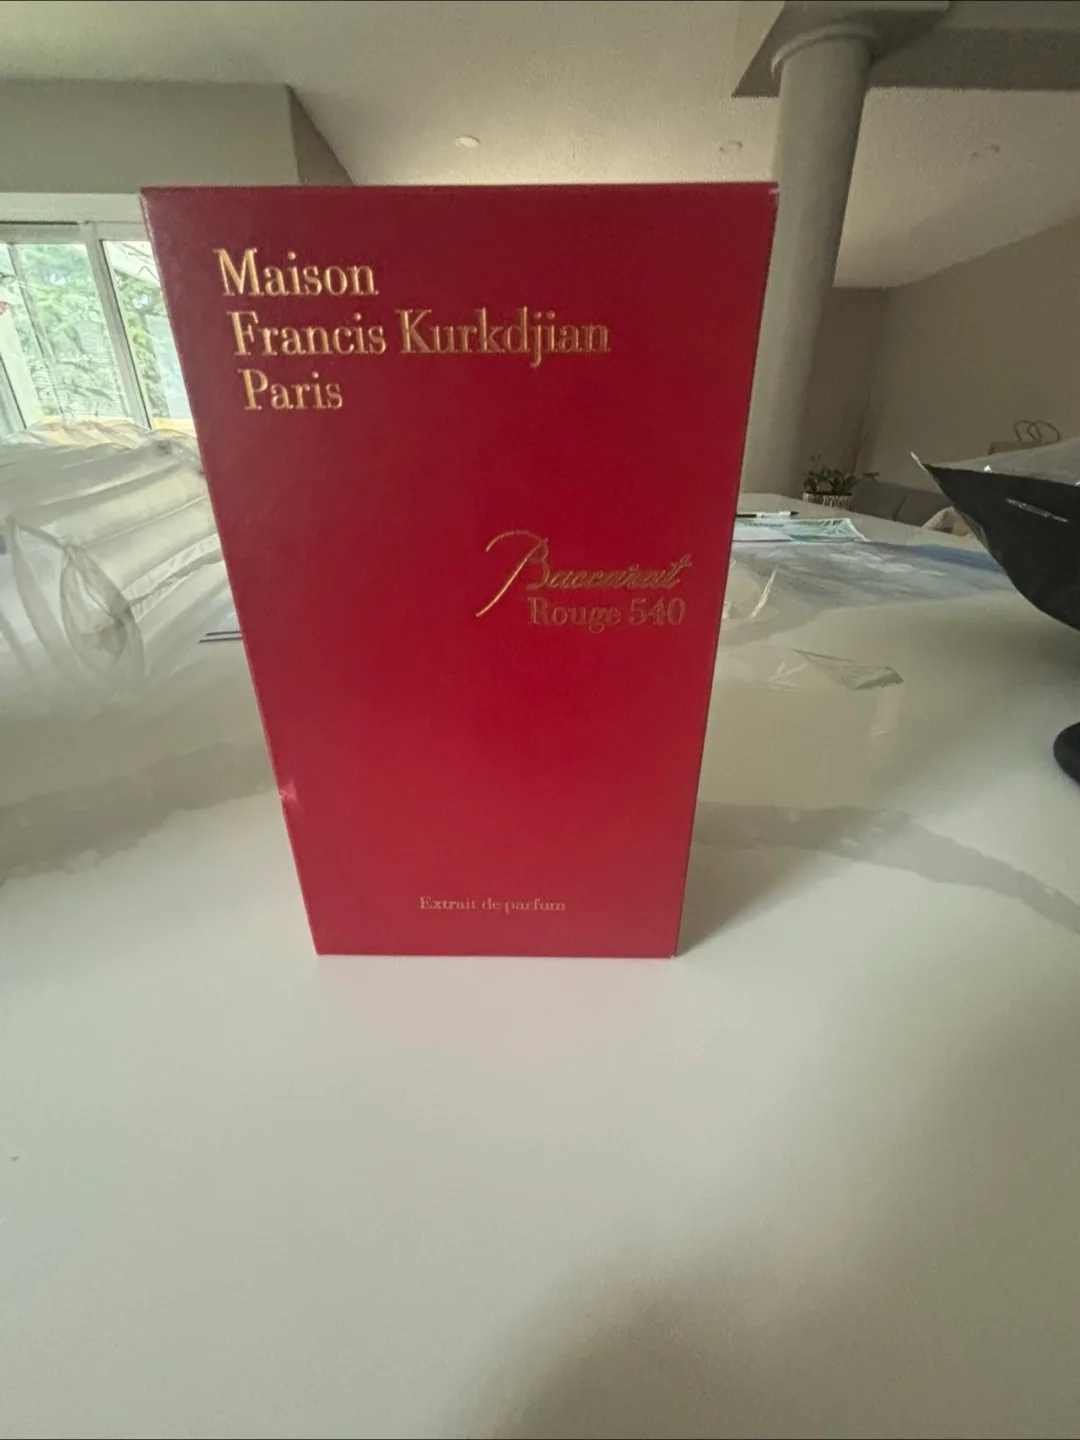 Maison
Francis Kurkdjian
Paris
Baccarat
Rouge 540
Extrait de parfum